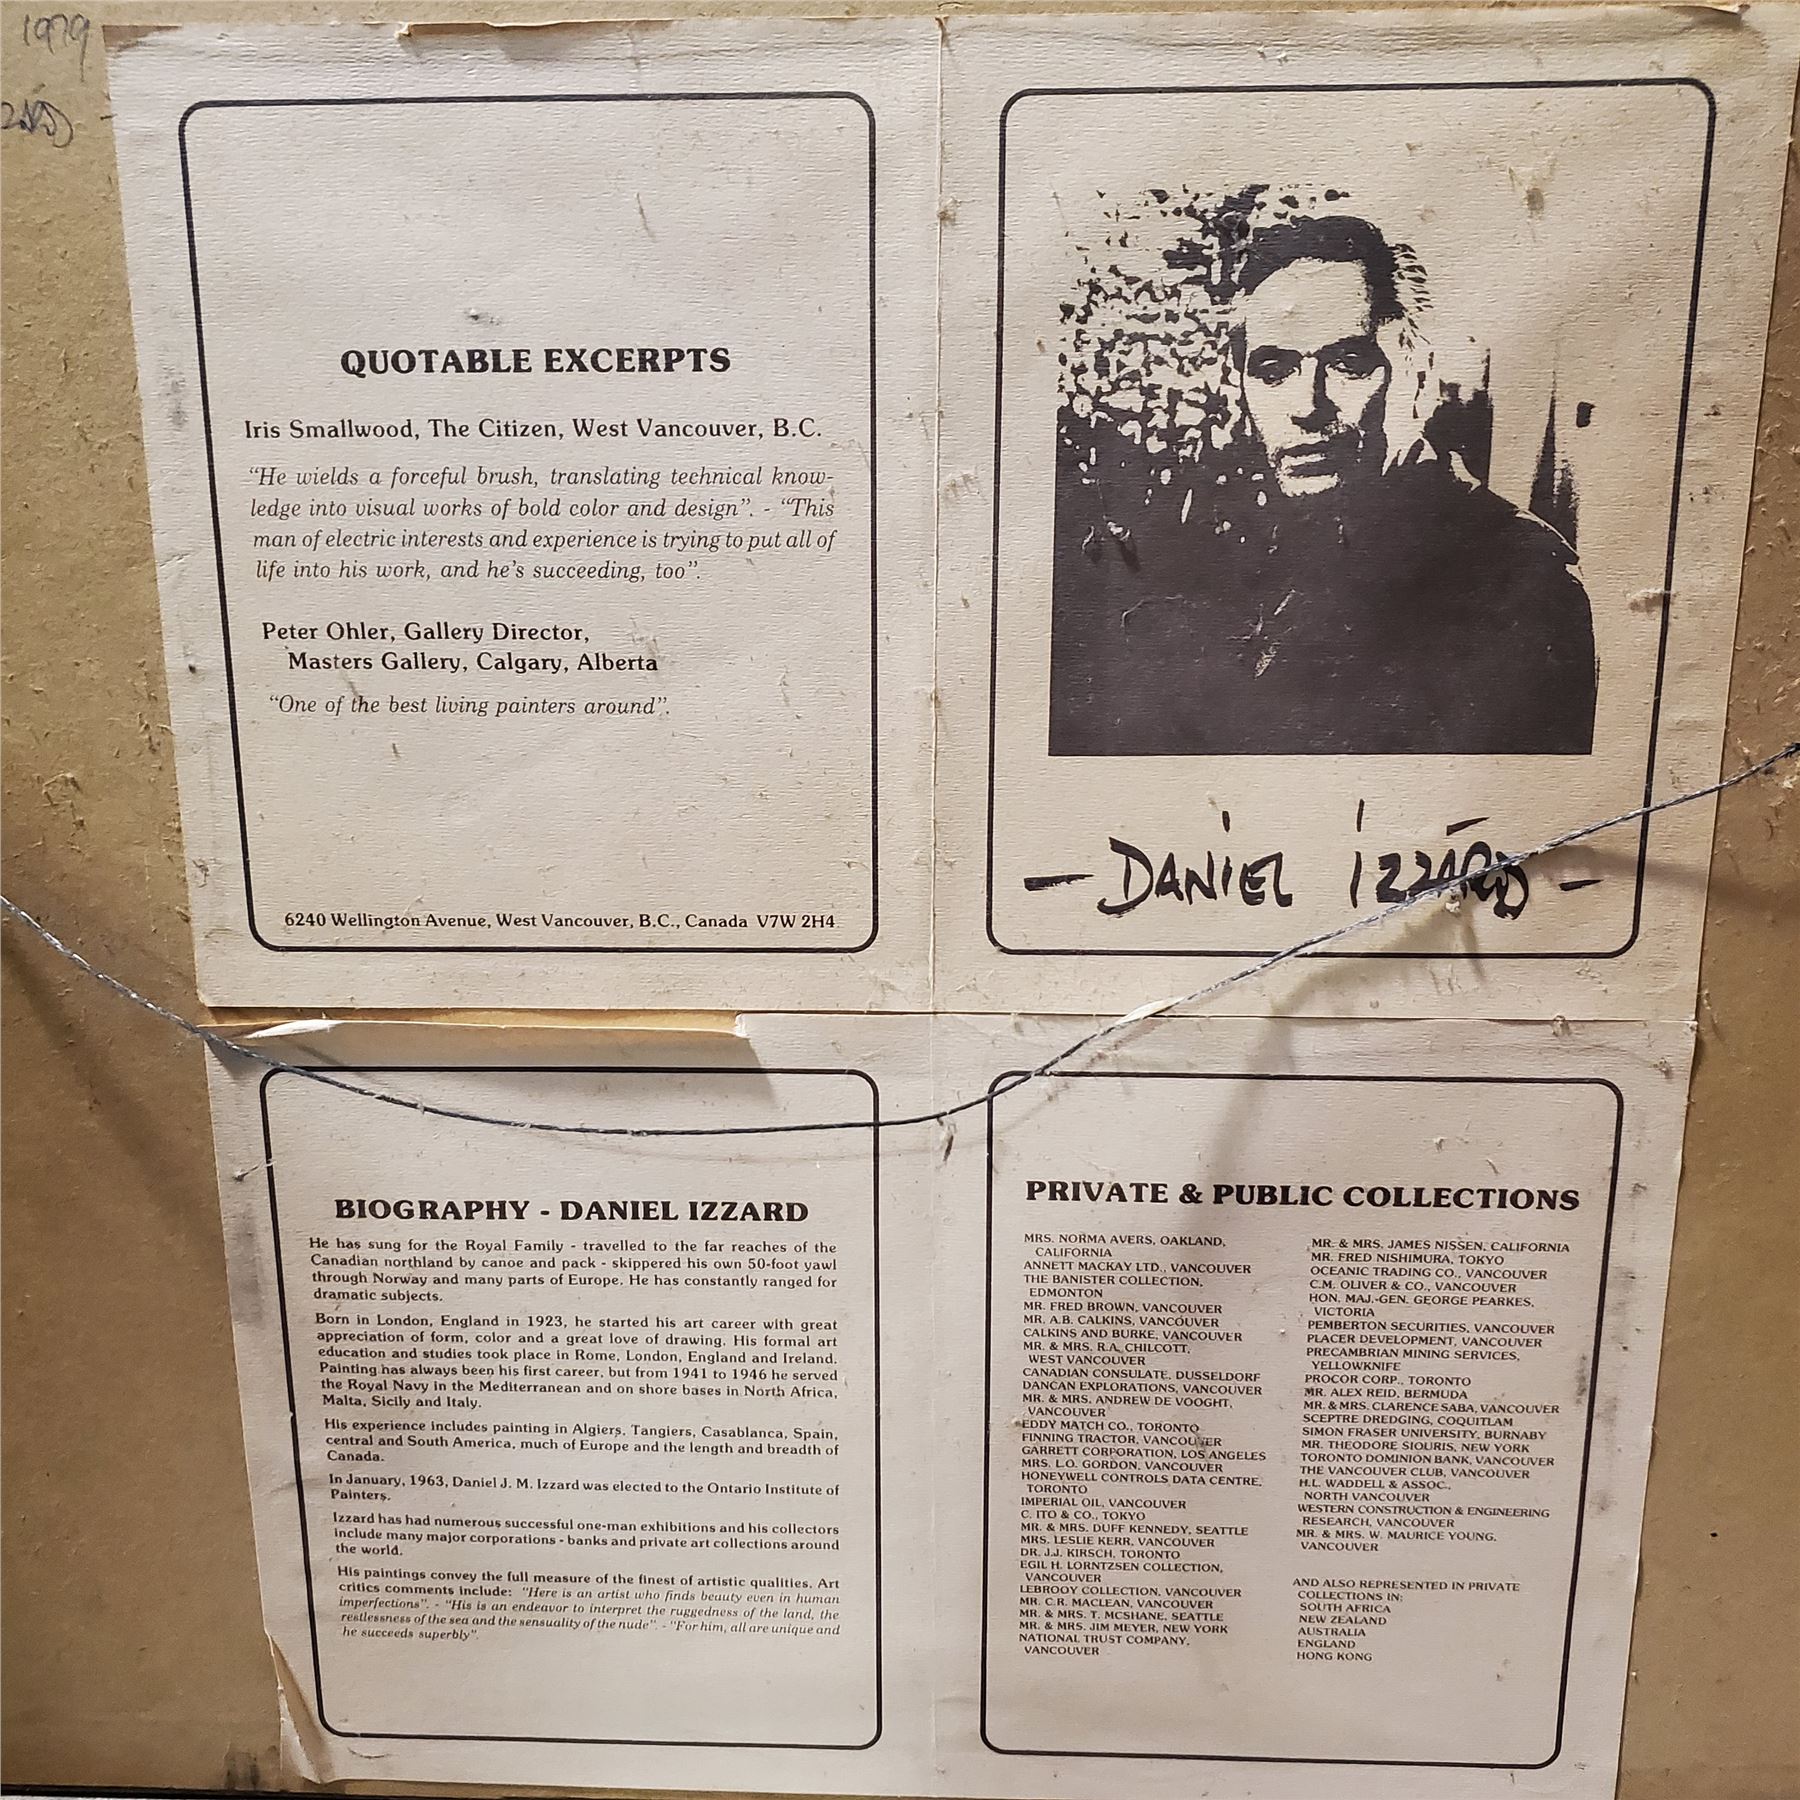 1979
QUOTABLE EXCERPTS
Iris Smallwood, The Citizen, West Vancouver, B.C.
“He wields a forceful brush, translating technical know-
ledge into visual works of bold color and design”. - “This
man of electric interests and experience is trying to put all of
life into his work, and he's succeeding, too”.
Peter Ohler, Gallery Director,
Masters Gallery, Calgary, Alberta
“One of the best living painters around”.
6240 Wellington Avenue, West Vancouver, B.C., Canada V7W 2H4
- DANIEL IZZARD -
BIOGRAPHY - DANIEL IZZARD
He has sung for the Royal Family - travelled to the far reaches of the
Canadian northland by canoe and pack - skippered his own 50-foot yawl
through Norway and many parts of Europe. He has constantly ranged for
dramatic subjects.
Born in London, England in 1923, he started his art career with great
appreciation of form, color and a great love of drawing. His formal art
education and studies took place in Rome, London, England and Ireland.
Painting has always been his first career, but from 1941 to 1946 he served
the Royal Navy in the Mediterranean and on shore bases in North Africa,
Malta, Sicily and Italy.
His experience includes painting in Algiers, Tangiers, Casablanca, Spain,
central and South America, much of Europe and the length and breadth of
Canada.
In January, 1963, Daniel J. M. Izzard was elected to the Ontario Institute of
Painters.
Izzard has had numerous successful one-man exhibitions and his collectors
include many major corporations - banks and private art collections around
the world.
His paintings convey the full measure of the finest of artistic qualities. Art
critics comments include: “Here is an artist who finds beauty even in human
imperfections”. - “His is an endeavor to interpret the ruggedness of the land, the
restlessness of the sea and the sensuality of the nude”. - “For him, all are unique and
he succeeds superbly”.
PRIVATE & PUBLIC COLLECTIONS
MRS. NORMA AVERS, OAKLAND,
CALIFORNIA
ANNETT MACKAY LTD., VANCOUVER
THE BANISTER COLLECTION,
EDMONTON
MR. FRED BROWN, VANCOUVER
MR. A.B. CALKINS, VANCOUVER
CALKINS AND BURKE, VANCOUVER
MR. & MRS. R.A. CHILCOTT,
WEST VANCOUVER
CANADIAN CONSULATE, DUSSELDORF
DANCAN EXPLORATIONS, VANCOUVER
MR. & MRS. ANDREW DE VOOGHT,
VANCOUVER
EDDY MATCH CO., TORONTO
FINNING TRACTOR, VANCOUVER
GARRETT CORPORATION, LOS ANGELES
MRS. L.O. GORDON, VANCOUVER
HONEYWELL CONTROLS DATA CENTRE,
TORONTO
IMPERIAL OIL, VANCOUVER
C. ITO & CO., TOKYO
MR. & MRS. DUFF KENNEDY, SEATTLE
MRS. LESLIE KERR, VANCOUVER
DR. J.J. KIRSCH, TORONTO
EGIL H. LORNTZSEN COLLECTION,
VANCOUVER
LEBROOY COLLECTION, VANCOUVER
MR. C.R. MACLEAN, VANCOUVER
MR. & MRS. T. MCSHANE, SEATTLE
MR. & MRS. JIM MEYER, NEW YORK
NATIONAL TRUST COMPANY,
VANCOUVER
MR. & MRS. JAMES NISSEN, CALIFORNIA
MR. FRED NISHIMURA, TOKYO
OCEANIC TRADING CO., VANCOUVER
C.M. OLIVER & CO., VANCOUVER
HON. MAJ.-GEN. GEORGE PEARKES,
VICTORIA
PEMBERTON SECURITIES, VANCOUVER
PLACER DEVELOPMENT, VANCOUVER
PRECAMBRIAN MINING SERVICES,
YELLOWKNIFE
PROCOR CORP., TORONTO
MR. ALEX REID, BERMUDA
MR. & MRS. CLARENCE SABA, VANCOUVER
SCEPTRE DREDGING, COQUITLAM
SIMON FRASER UNIVERSITY, BURNABY
MR. THEODORE SIOURIS, NEW YORK
TORONTO DOMINION BANK, VANCOUVER
THE VANCOUVER CLUB, VANCOUVER
H.L. WADDELL & ASSOC.,
NORTH VANCOUVER
WESTERN CONSTRUCTION & ENGINEERING
RESEARCH, VANCOUVER
MR. & MRS. W. MAURICE YOUNG,
VANCOUVER
AND ALSO REPRESENTED IN PRIVATE
COLLECTIONS IN:
SOUTH AFRICA
NEW ZEALAND
AUSTRALIA
ENGLAND
HONG KONG